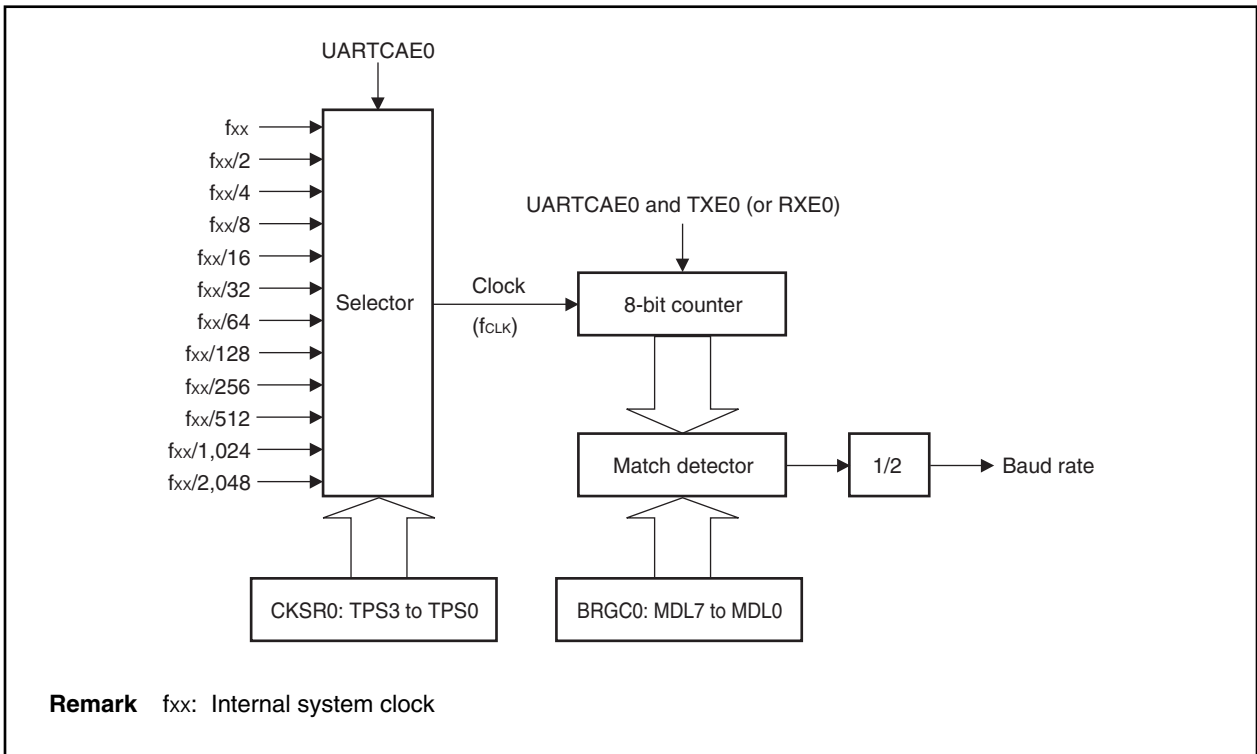 UARTCAE0
fxx
fxx/2
fxx/4
fxx/8
fxx/16
fxx/32
fxx/64
fxx/128
fxx/256
fxx/512
fxx/1,024
fxx/2,048
Selector
Clock
(fCLK)
UARTCAE0 and TXE0 (or RXE0)
8-bit counter
Match detector
1/2
Baud rate
CKSR0: TPS3 to TPS0
BRGC0: MDL7 to MDL0
Remark fxx: Internal system clock